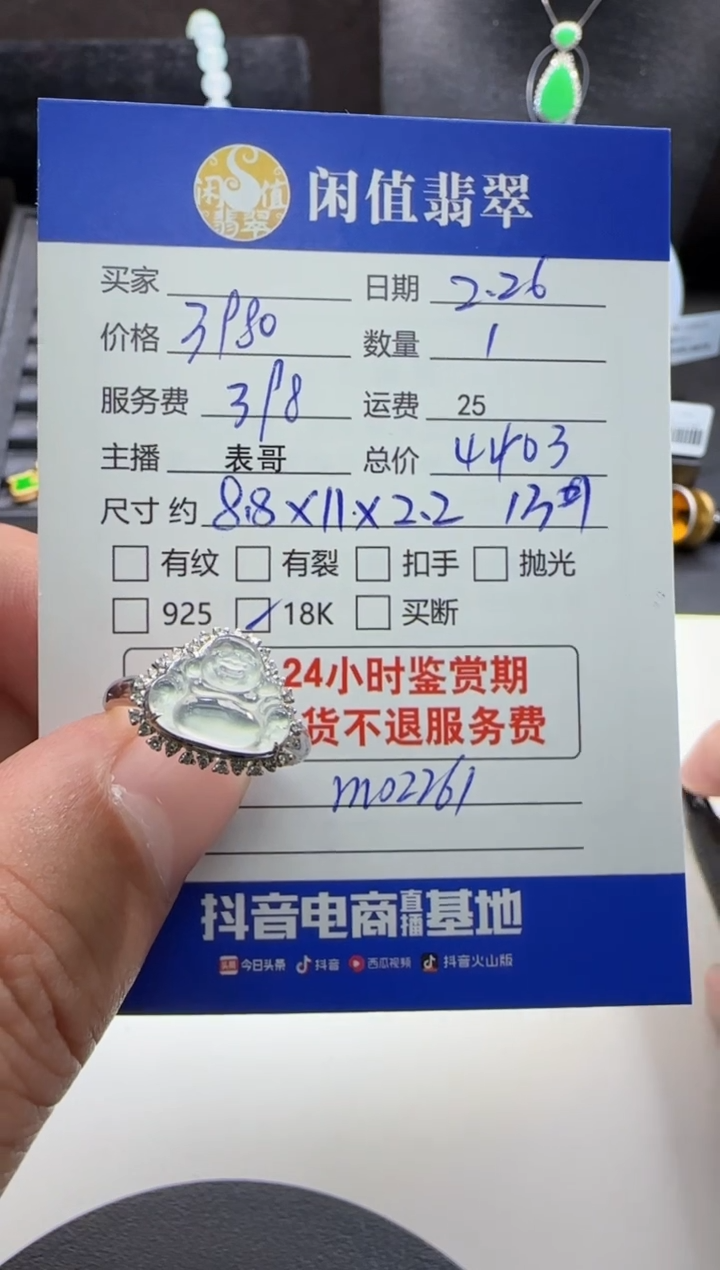 闲值翡翠
闲值翡翠
买家 日期 2.26
价格 3980 数量 1
服务费 398 运费 25
主播 表哥 总价 4403
尺寸 约 8.8×11×2.2 13
有纹 有裂 扣手 抛光
925 18K 买断
24小时鉴赏期
货不退服务费
m02261
抖音电商直播基地
头条 今日头条 抖音 西瓜视频 抖音火山版